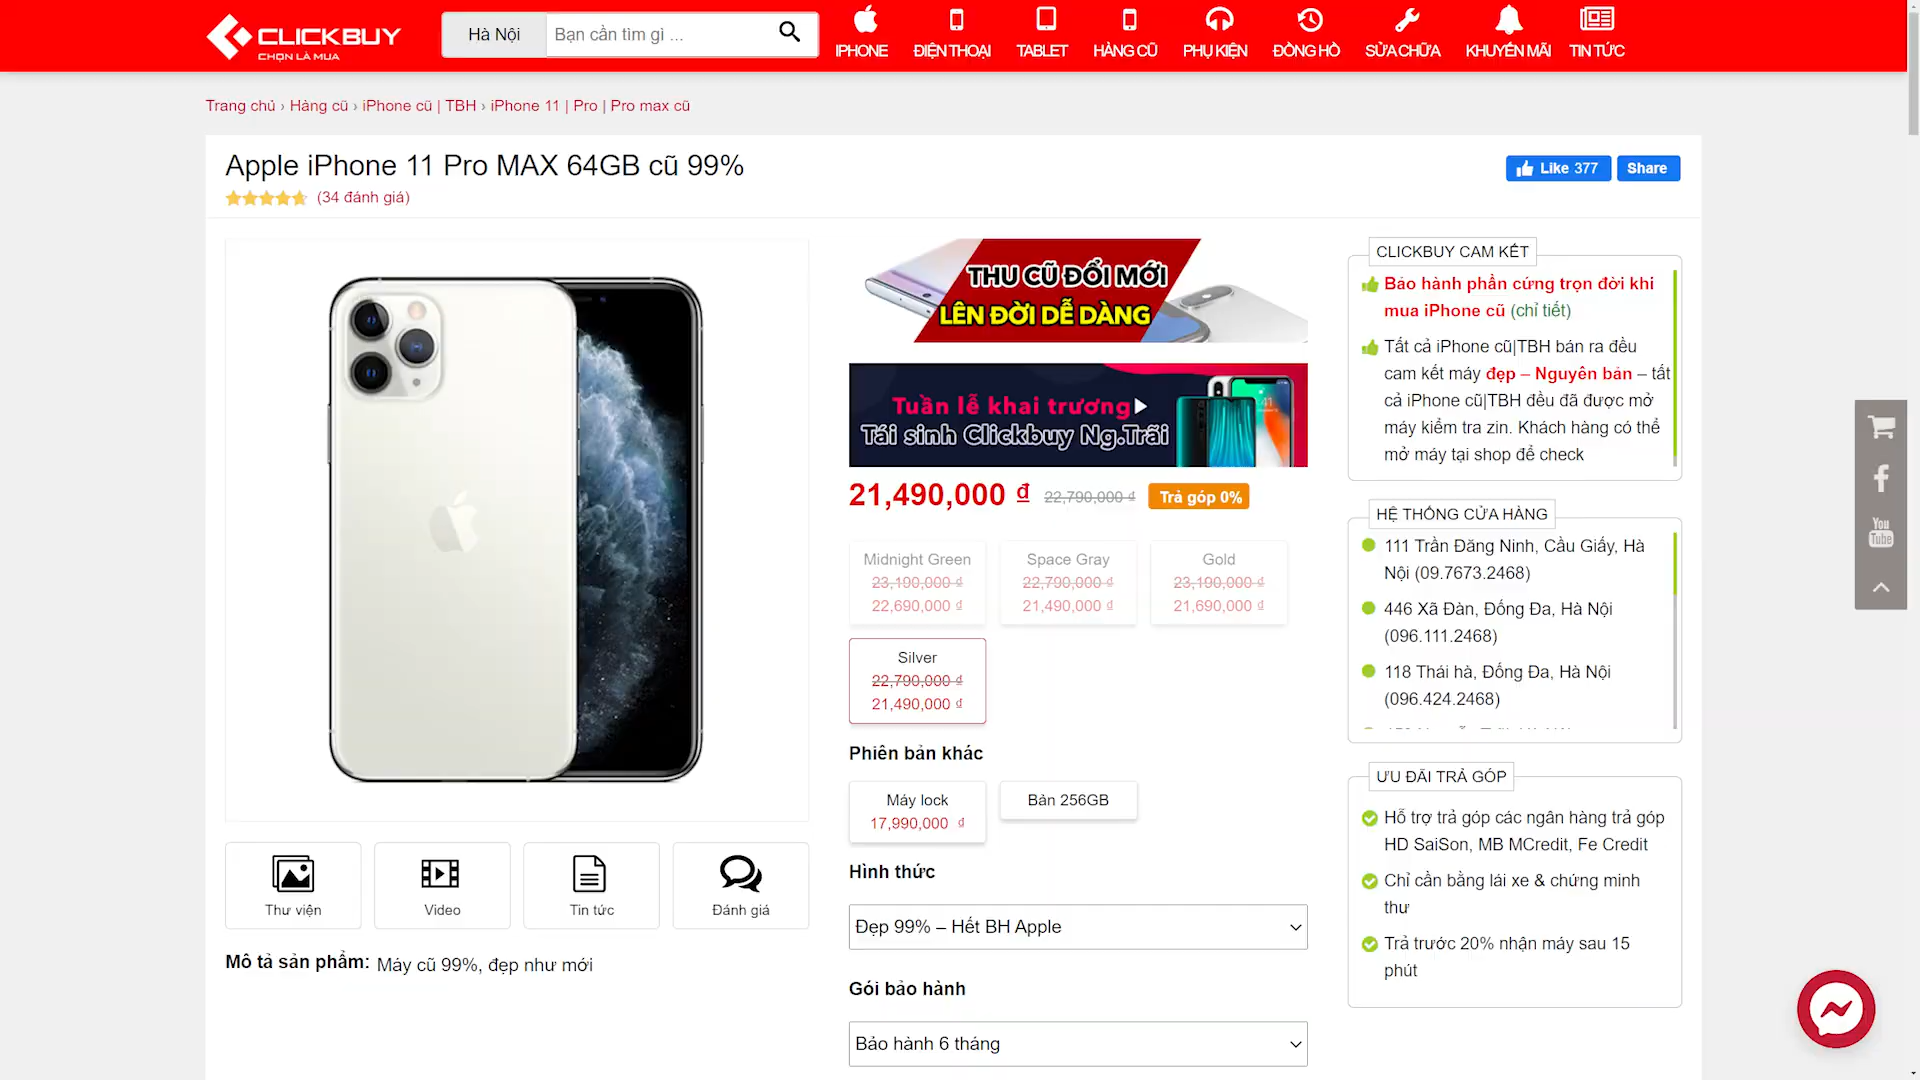 CLICKBUY
CHỌN LÀ MUA
Hà Nội
Bạn cần tìm gì ...
IPHONE
ĐIỆN THOẠI
TABLET
HÀNG CŨ
PHỤ KIỆN
ĐỒNG HỒ
SỬA CHỮA
KHUYẾN MÃI
TIN TỨC
Trang chủ › Hàng cũ › iPhone cũ | TBH › iPhone 11 | Pro | Pro max cũ
Apple iPhone 11 Pro MAX 64GB cũ 99%
(34 đánh giá)
Like 377
Share
THU CŨ ĐỔI MỚI
LÊN ĐỜI DỄ DÀNG
Tuần lễ khai trương
Tái sinh Clickbuy Ng.Trãi
21,490,000 ₫ 22,790,000 ₫ Trả góp 0%
Midnight Green
23,190,000 ₫
22,690,000 ₫
Space Gray
22,790,000 ₫
21,490,000 ₫
Gold
23,190,000 ₫
21,690,000 ₫
Silver
22,790,000 ₫
21,490,000 ₫
Phiên bản khác
Máy lock
17,990,000 ₫
Bản 256GB
Hình thức
Đẹp 99% – Hết BH Apple
Gói bảo hành
Bảo hành 6 tháng
Thư viện
Video
Tin tức
Đánh giá
Mô tả sản phẩm: Máy cũ 99%, đẹp như mới
CLICKBUY CAM KẾT
Bảo hành phần cứng trọn đời khi
mua iPhone cũ (chi tiết)
Tất cả iPhone cũ|TBH bán ra đều
cam kết máy đẹp – Nguyên bản – tất
cả iPhone cũ|TBH đều đã được mở
máy kiểm tra zin. Khách hàng có thể
mở máy tại shop để check
HỆ THỐNG CỬA HÀNG
111 Trần Đăng Ninh, Cầu Giấy, Hà
Nội (09.7673.2468)
446 Xã Đàn, Đống Đa, Hà Nội
(096.111.2468)
118 Thái hà, Đống Đa, Hà Nội
(096.424.2468)
ƯU ĐÃI TRẢ GÓP
Hỗ trợ trả góp các ngân hàng trả góp
HD SaiSon, MB MCredit, Fe Credit
Chỉ cần bằng lái xe & chứng minh
thư
Trả trước 20% nhận máy sau 15
phút
You
Tube